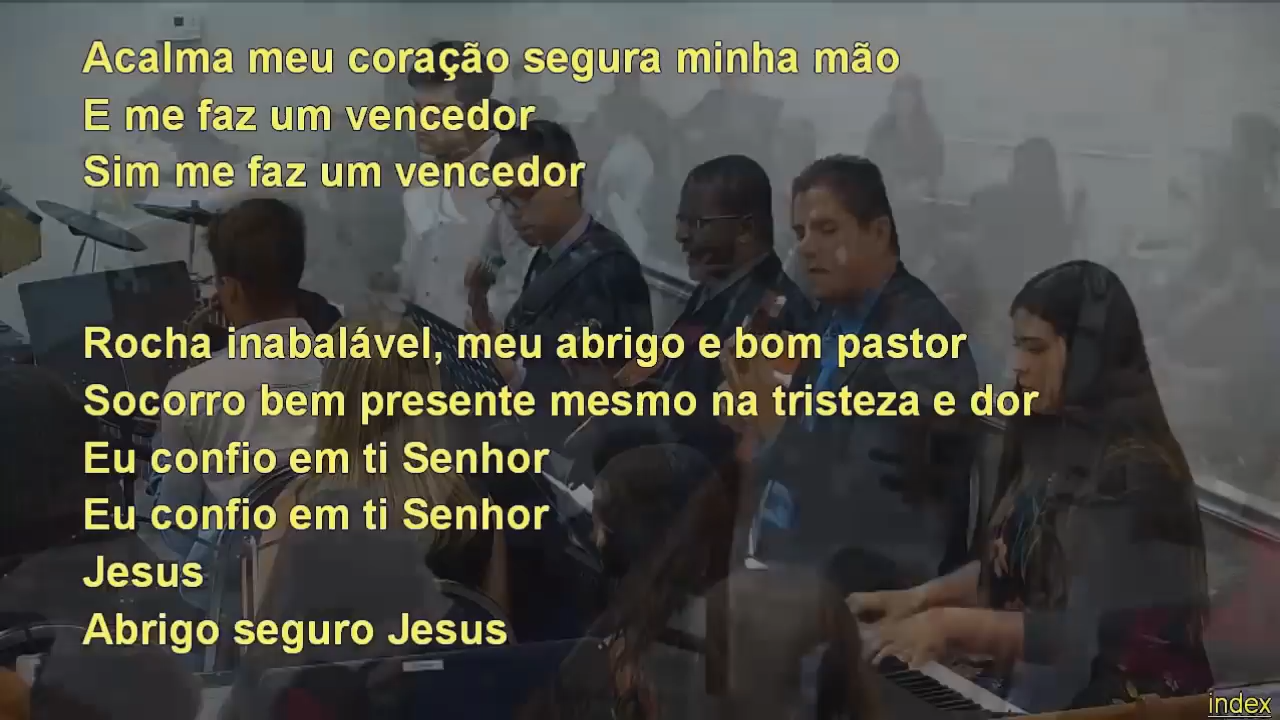 Acalma meu coração segura minha mão
E me faz um vencedor
Sim me faz um vencedor
Rocha inabalável, meu abrigo e bom pastor
Socorro bem presente mesmo na tristeza e dor
Eu confio em ti Senhor
Eu confio em ti Senhor
Jesus
Abrigo seguro Jesus
index